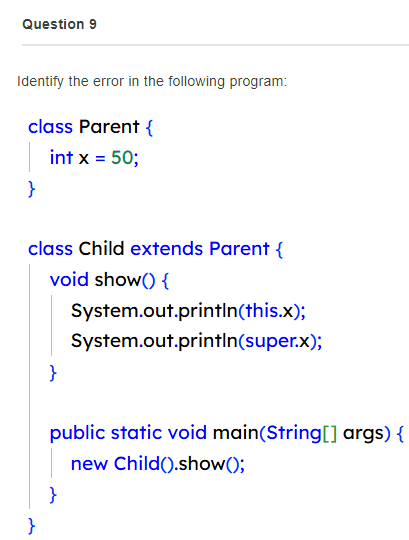 Question 9
Identify the error in the following program:
class Parent {
int x = 50;
}
class Child extends Parent {
void show() {
System.out.println(this.x);
System.out.println(super.x);
}
public static void main(String[] args) {
new Child().show();
}
}